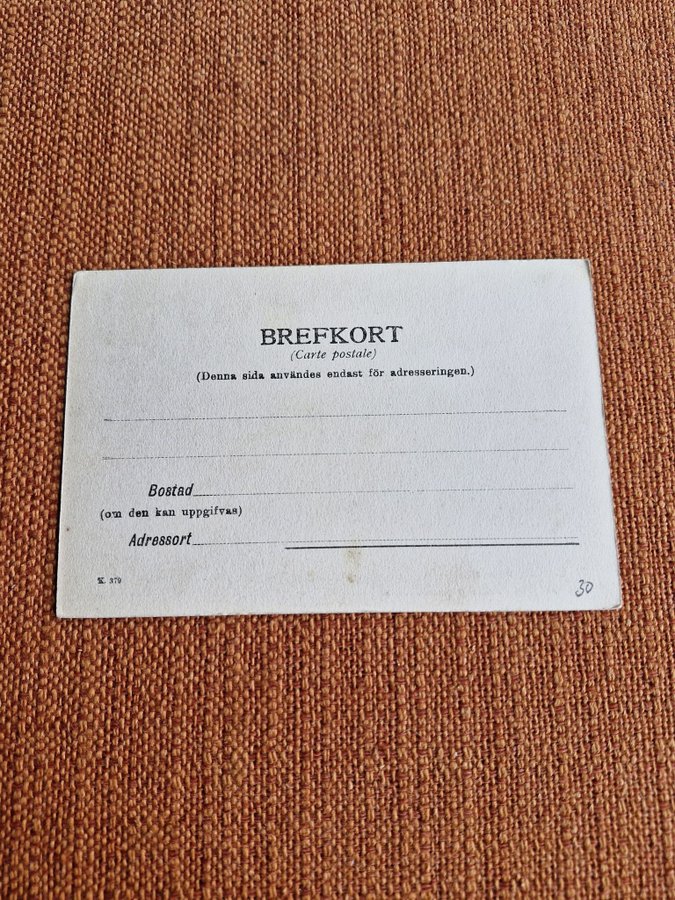 BREFKORT
(Carte postale)
(Denna sida användes endast för adresseringen.)
Bostad
(om den kan uppgifvas)
Adressort
K. 379
30